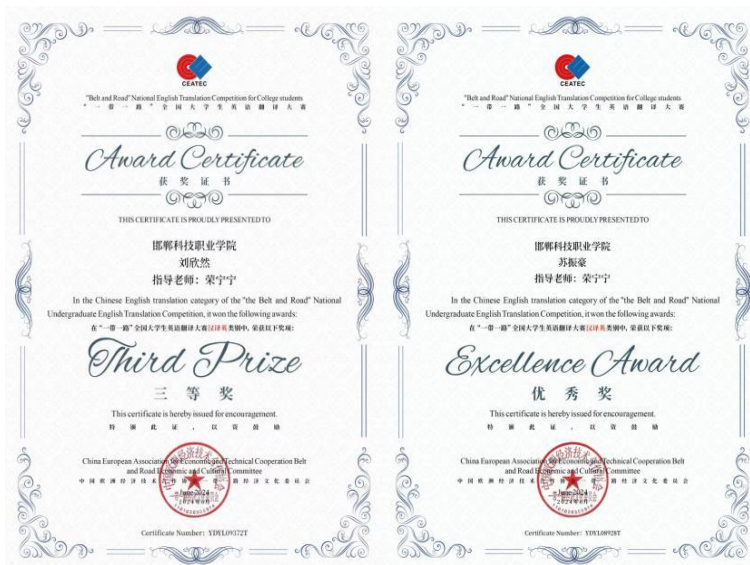 CEATEC
"Belt and Road" National English Translation Competition for College students
"一带一路"全国大学生英语翻译大赛
Award Certificate
获奖证书
THIS CERTIFICATE IS PROUDLY PRESENTED TO
邯郸科技职业学院
刘欣然
指导老师：荣宁宁
In the Chinese English translation category of the "the Belt and Road" National
Undergraduate English Translation Competition, it won the following awards:
在"一带一路"全国大学生英语翻译大赛汉译英类别中, 荣获以下奖项:
Third Prize
三等奖
This certificate is hereby issued for encouragement.
特颁此证，以资鼓励
China European Association for Economic and Technical Cooperation Belt
and Road Economic and Cultural Committee
June 2024
2024年6月
Certificate Number: YDYL09372T
CEATEC
"Belt and Road" National English Translation Competition for College students
"一带一路"全国大学生英语翻译大赛
Award Certificate
获奖证书
THIS CERTIFICATE IS PROUDLY PRESENTED TO
邯郸科技职业学院
苏振豪
指导老师：荣宁宁
In the Chinese English translation category of the "the Belt and Road" National
Undergraduate English Translation Competition, it won the following awards:
在"一带一路"全国大学生英语翻译大赛汉译英类别中, 荣获以下奖项:
Excellence Award
优秀奖
This certificate is hereby issued for encouragement.
特颁此证，以资鼓励
China European Association for Economic and Technical Cooperation Belt
and Road Economic and Cultural Committee
June 2024
2024年6月
Certificate Number: YDYL08928T